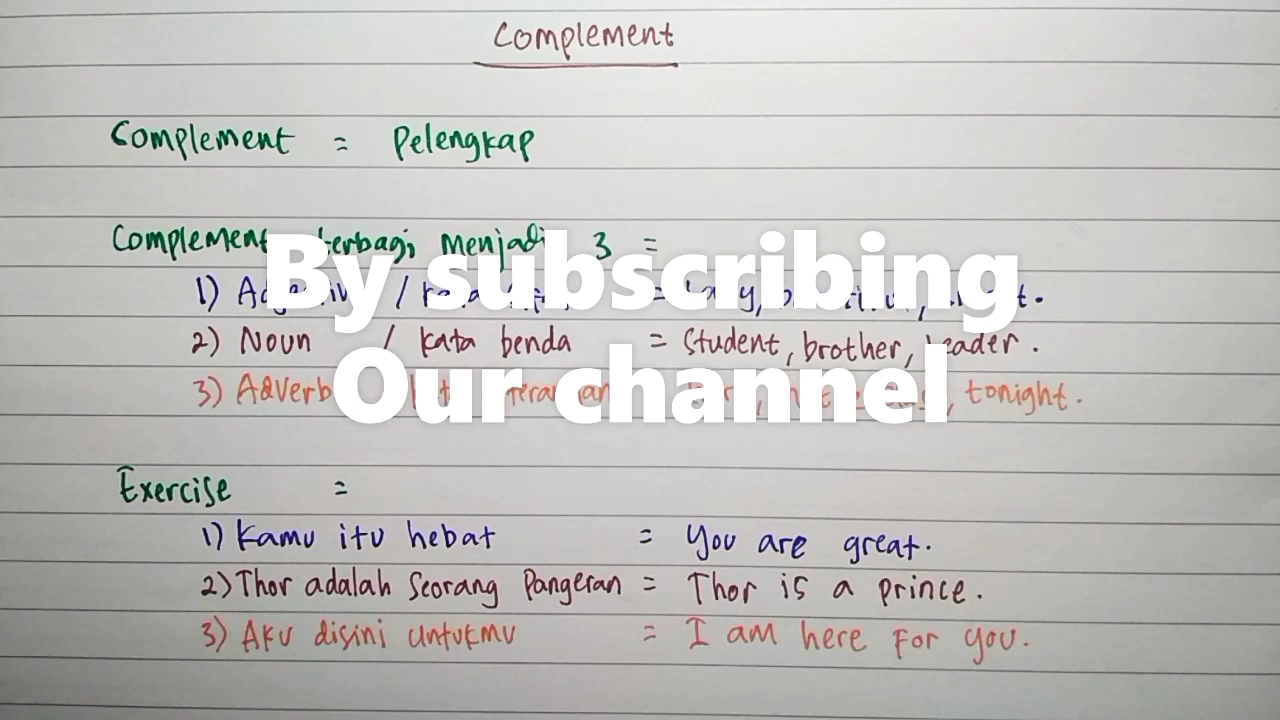 Complement
Complement = Pelengkap
Complement terbagi menjadi 3 =
By subscribing
1) / =
2) Noun / kata benda = Student, brother, leader.
Our channel
3) Adverb , tonight.
Exercise =
1) Kamu itu hebat = You are great.
2) Thor adalah Seorang Pangeran = Thor is a prince.
3) Aku disini untukmu = I am here for you.